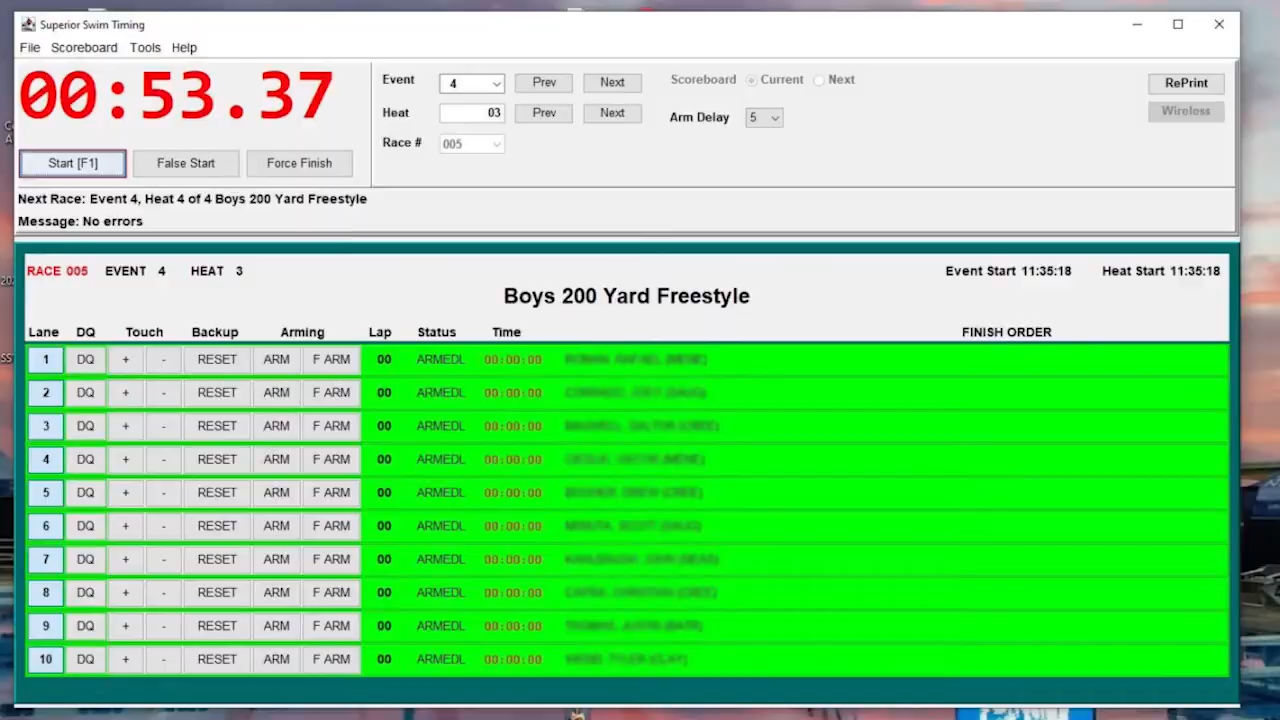 Superior Swim Timing
File Scoreboard Tools Help
00:53.37
Event 4 Prev Next Scoreboard Current Next RePrint
Heat 03 Prev Next Arm Delay 5 Wireless
Race # 005
Start [F1] False Start Force Finish
Next Race: Event 4, Heat 4 of 4 Boys 200 Yard Freestyle
Message: No errors
RACE 005 EVENT 4 HEAT 3 Event Start 11:35:18 Heat Start 11:35:18
Boys 200 Yard Freestyle
Lane DQ Touch Backup Arming Lap Status Time FINISH ORDER
1 DQ + - RESET ARM F ARM 00 ARMEDL 00:00:00
2 DQ + - RESET ARM F ARM 00 ARMEDL 00:00:00
3 DQ + - RESET ARM F ARM 00 ARMEDL 00:00:00
4 DQ + - RESET ARM F ARM 00 ARMEDL 00:00:00
5 DQ + - RESET ARM F ARM 00 ARMEDL 00:00:00
6 DQ + - RESET ARM F ARM 00 ARMEDL 00:00:00
7 DQ + - RESET ARM F ARM 00 ARMEDL 00:00:00
8 DQ + - RESET ARM F ARM 00 ARMEDL 00:00:00
9 DQ + - RESET ARM F ARM 00 ARMEDL 00:00:00
10 DQ + - RESET ARM F ARM 00 ARMEDL 00:00:00